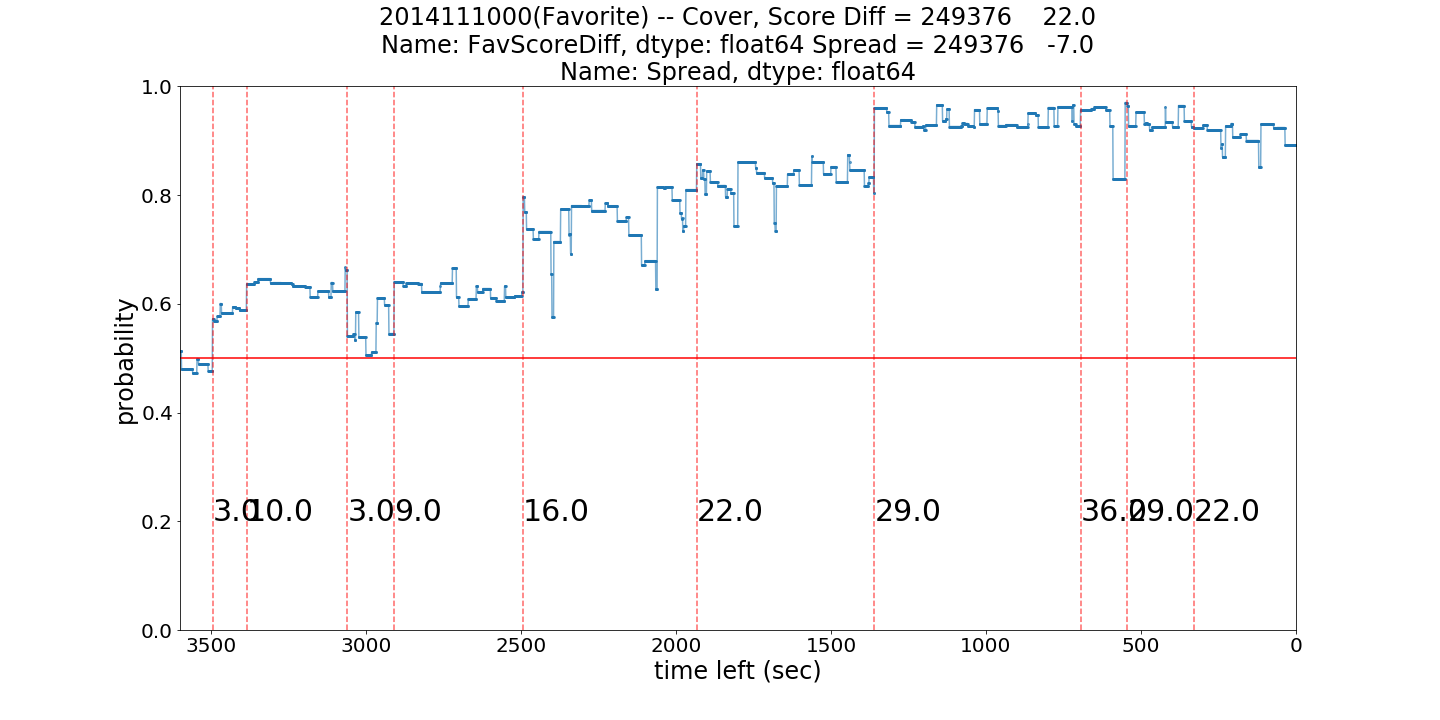 2014111000(Favorite) -- Cover, Score Diff = 249376    22.0
Name: FavScoreDiff, dtype: float64 Spread = 249376   -7.0
Name: Spread, dtype: float64
1.0
0.8
0.6
0.4
0.2
0.0
probability
3.0 10.0 3.0 9.0 16.0 22.0 29.0 36.0 29.0 22.0
3500 3000 2500 2000 1500 1000 500 0
time left (sec)